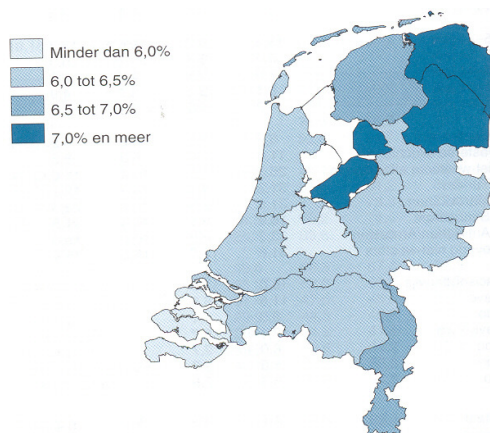 Minder dan 6,0%
6,0 tot 6,5%
6,5 tot 7,0%
7,0% en meer